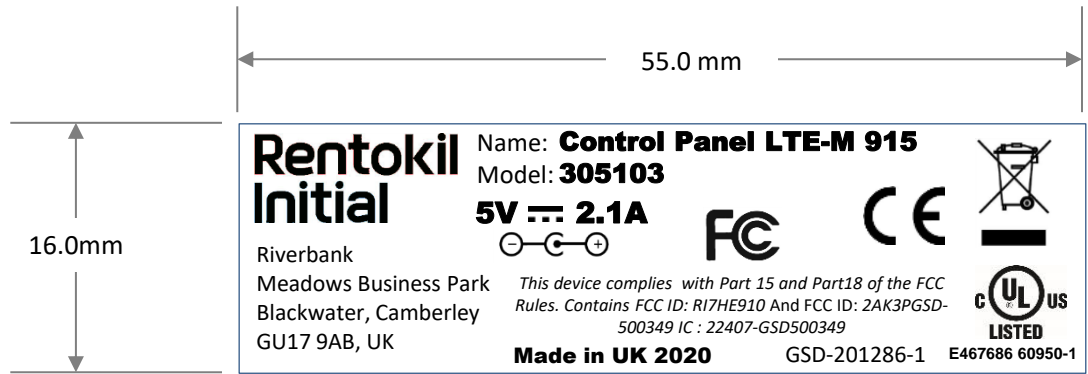 55.0 mm
16.0mm
Rentokil
Initial
Riverbank
Meadows Business Park
Blackwater, Camberley
GU17 9AB, UK
Name: Control Panel LTE-M 915
Model: 305103
5V 2.1A
FC
CE
This device complies with Part 15 and Part18 of the FCC
Rules. Contains FCC ID: RI7HE910 And FCC ID: 2AK3PGSD-
500349 IC : 22407-GSD500349
Made in UK 2020 GSD-201286-1
C UL ® US
LISTED
E467686 60950-1